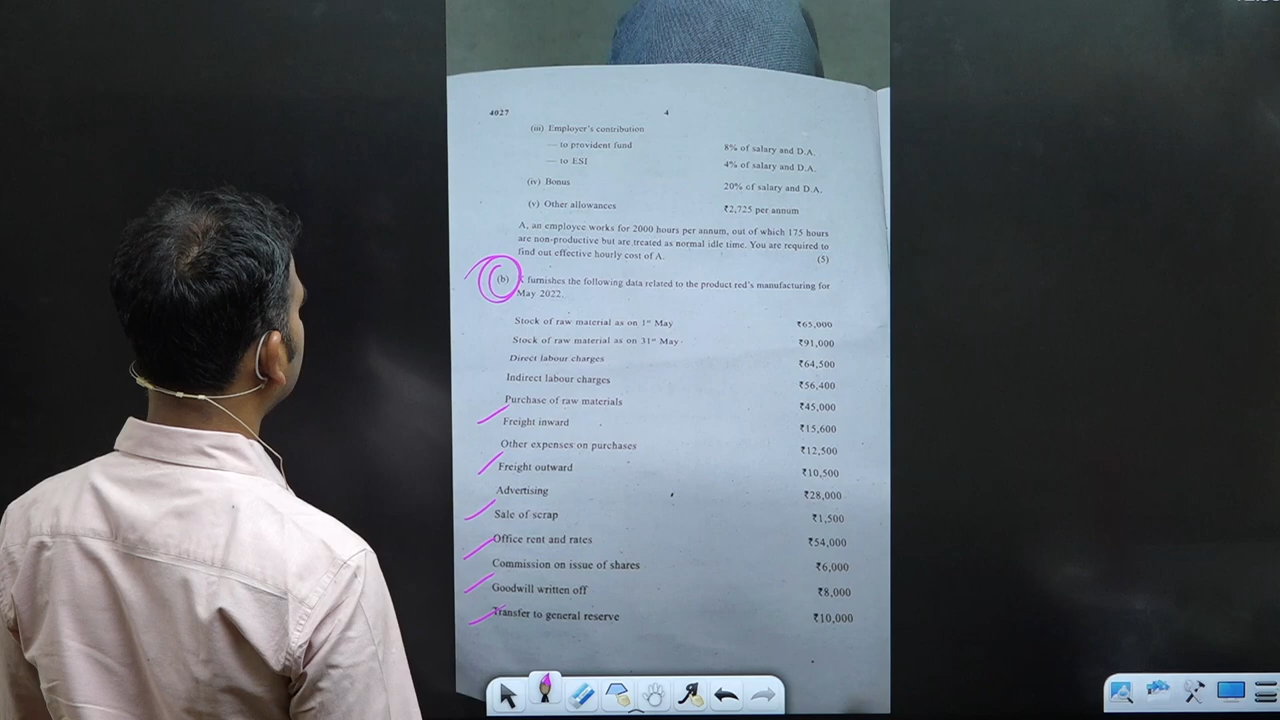 4027 4
(iii) Employer's contribution
— to provident fund 8% of salary and D.A.
— to ESI 4% of salary and D.A.
(iv) Bonus 20% of salary and D.A.
(v) Other allowances ₹2,725 per annum
A, an employee works for 2000 hours per annum, out of which 175 hours
are non-productive but are treated as normal idle time. You are required to
find out effective hourly cost of A. (5)
(b) furnishes the following data related to the product red's manufacturing for
May 2022.
Stock of raw material as on 1st May ₹65,000
Stock of raw material as on 31st May ₹91,000
Direct labour charges ₹64,500
Indirect labour charges ₹56,400
Purchase of raw materials ₹45,000
Freight inward ₹15,600
Other expenses on purchases ₹12,500
Freight outward ₹10,500
Advertising ₹28,000
Sale of scrap ₹1,500
Office rent and rates ₹54,000
Commission on issue of shares ₹6,000
Goodwill written off ₹8,000
Transfer to general reserve ₹10,000